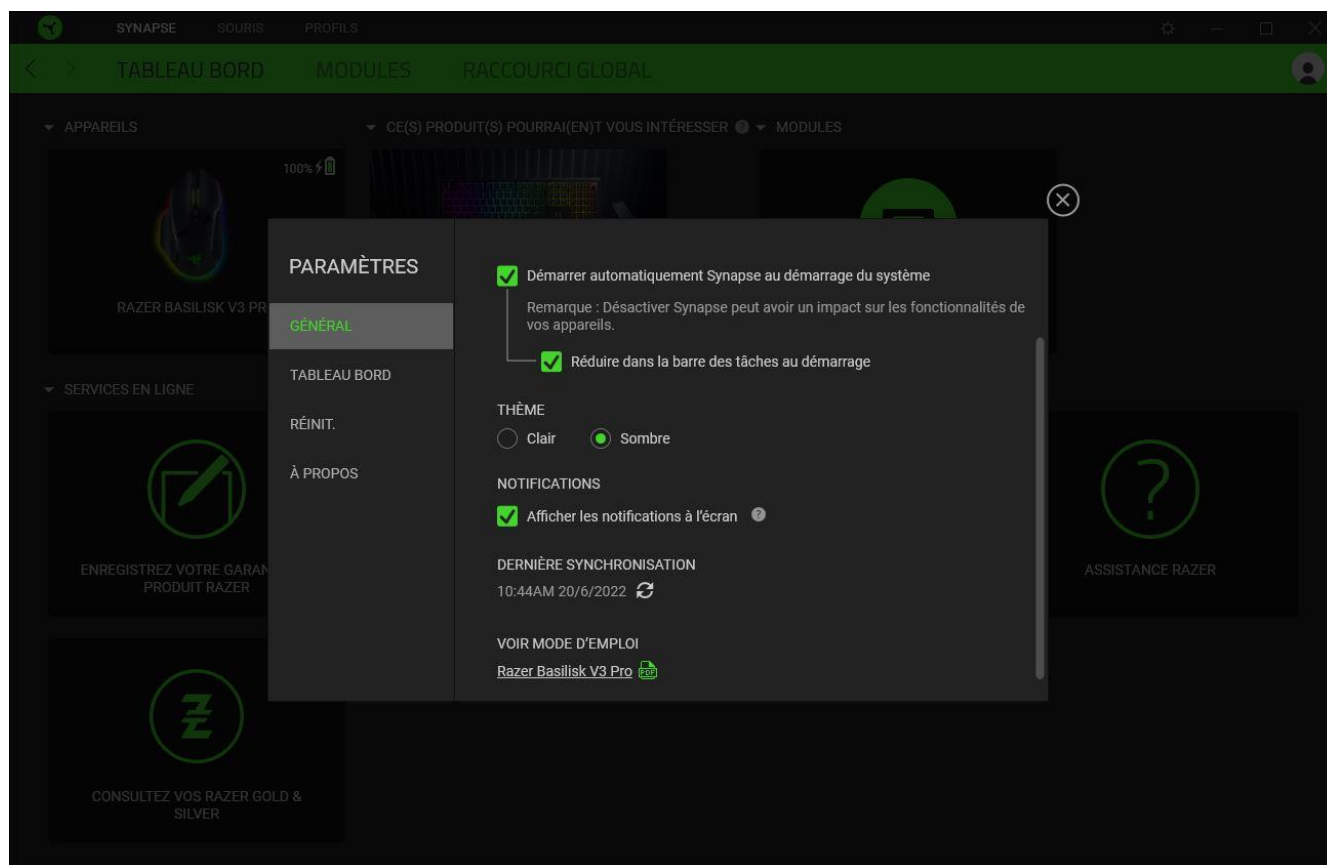 SYNAPSE SOURIS PROFILS
TABLEAU BORD MODULES RACCOURCI GLOBAL
APPAREILS
CE(S) PRODUIT(S) POURRAI(EN)T VOUS INTÉRESSER ?
MODULES
100%
RAZER BASILISK V3 PR
SERVICES EN LIGNE
ENREGISTREZ VOTRE GARAN
PRODUIT RAZER
ASSISTANCE RAZER
CONSULTEZ VOS RAZER GOLD &
SILVER
PARAMÈTRES
GÉNÉRAL
TABLEAU BORD
RÉINIT.
À PROPOS
Démarrer automatiquement Synapse au démarrage du système
Remarque : Désactiver Synapse peut avoir un impact sur les fonctionnalités de
vos appareils.
Réduire dans la barre des tâches au démarrage
THÈME
Clair Sombre
NOTIFICATIONS
Afficher les notifications à l'écran ?
DERNIÈRE SYNCHRONISATION
10:44AM 20/6/2022
VOIR MODE D'EMPLOI
Razer Basilisk V3 Pro PDF